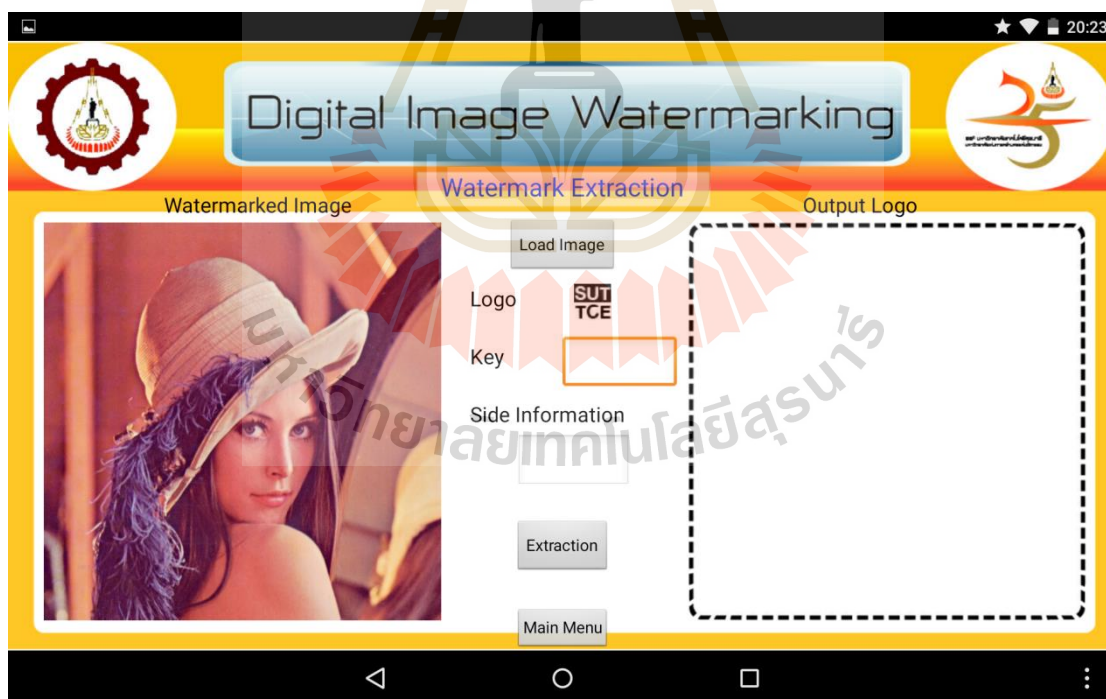 20:23
Digital Image Watermarking
Watermark Extraction
Watermarked Image
Output Logo
Load Image
Logo
SUT
TCE
Key
Side Information
Extraction
Main Menu
มหาวิทยาลัยเทคโนโลยีสุรนารี